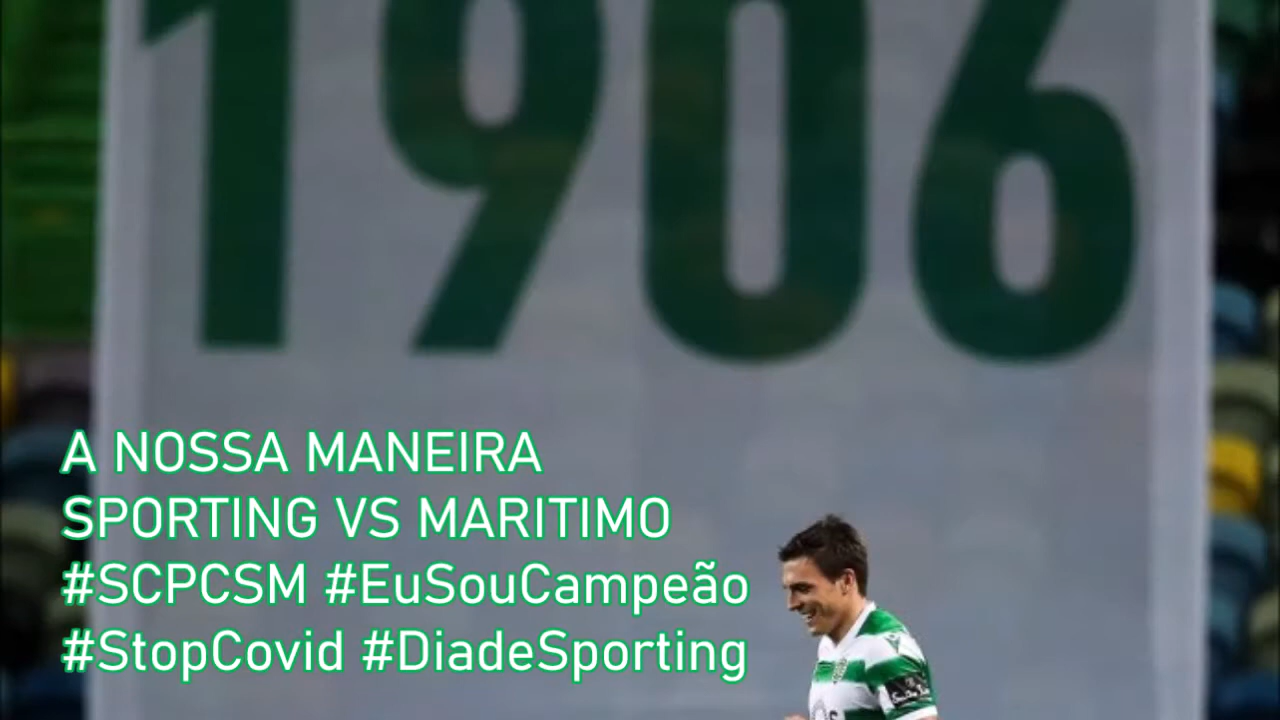 1906
A NOSSA MANEIRA
SPORTING VS MARITIMO
#SCPCSM #EuSouCampeão
#StopCovid #DiadeSporting